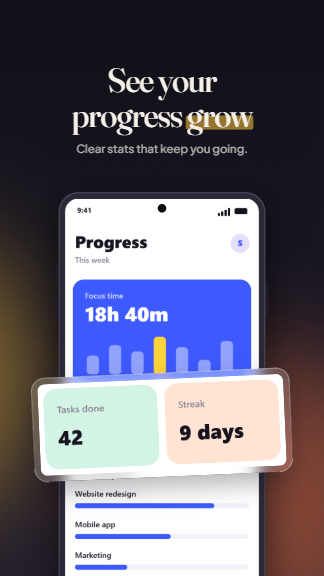 See your
progress grow
Clear stats that keep you going.
9:41
Progress
S
This week
Focus time
18h 40m
Tasks done
42
Streak
9 days
Website redesign
Mobile app
Marketing